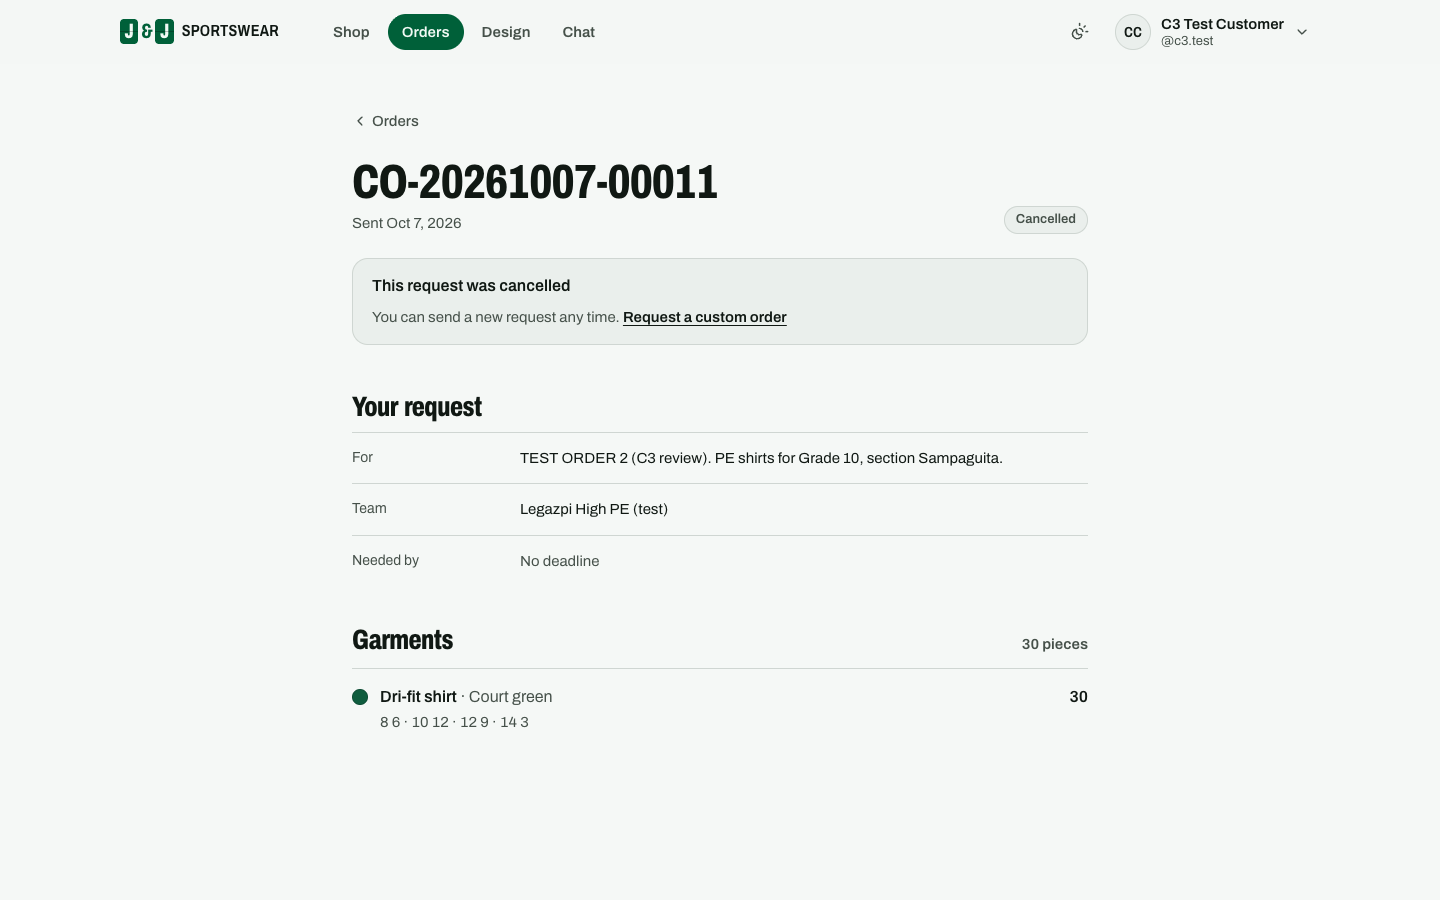 J & J SPORTSWEAR
Shop
Orders
Design
Chat
CC
C3 Test Customer
@c3.test
Orders
CO-20261007-00011
Sent Oct 7, 2026
Cancelled
This request was cancelled
You can send a new request any time. Request a custom order
Your request
For
TEST ORDER 2 (C3 review). PE shirts for Grade 10, section Sampaguita.
Team
Legazpi High PE (test)
Needed by
No deadline
Garments
30 pieces
Dri-fit shirt · Court green
30
8 6 · 10 12 · 12 9 · 14 3